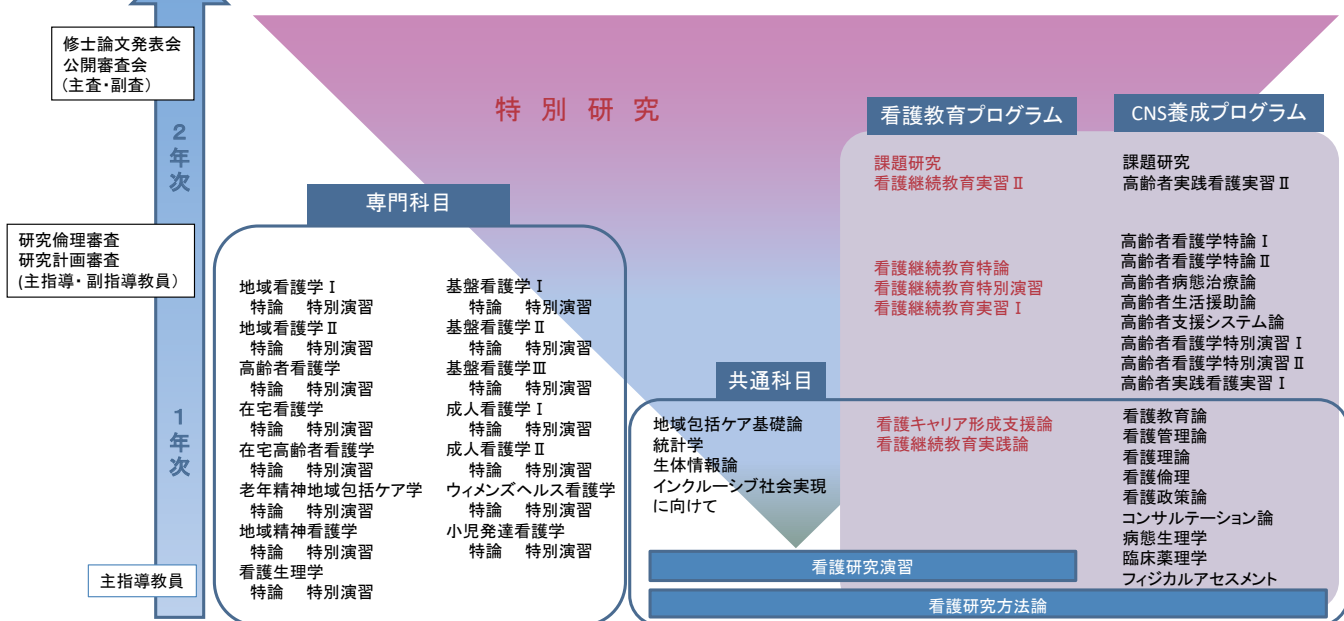 修士論文発表会
公開審査会
(主査・副査)
2年次
研究倫理審査
研究計画審査
(主指導・副指導教員)
1年次
主指導教員
特別研究
専門科目
地域看護学Ⅰ
特論 特別演習
地域看護学Ⅱ
特論 特別演習
高齢者看護学
特論 特別演習
在宅看護学
特論 特別演習
在宅高齢者看護学
特論 特別演習
老年精神地域包括ケア学
特論 特別演習
地域精神看護学
特論 特別演習
看護生理学
特論 特別演習
基盤看護学Ⅰ
特論 特別演習
基盤看護学Ⅱ
特論 特別演習
基盤看護学Ⅲ
特論 特別演習
成人看護学Ⅰ
特論 特別演習
成人看護学Ⅱ
特論 特別演習
ウィメンズヘルス看護学
特論 特別演習
小児発達看護学
特論 特別演習
看護教育プログラム
課題研究
看護継続教育実習Ⅱ
看護継続教育特論
看護継続教育特別演習
看護継続教育実習Ⅰ
CNS養成プログラム
課題研究
高齢者実践看護実習Ⅱ
高齢者看護学特論Ⅰ
高齢者看護学特論Ⅱ
高齢者病態治療論
高齢者生活援助論
高齢者支援システム論
高齢者看護学特別演習Ⅰ
高齢者看護学特別演習Ⅱ
高齢者実践看護実習Ⅰ
共通科目
地域包括ケア基礎論
統計学
生体情報論
インクルーシブ社会実現
に向けて
看護キャリア形成支援論
看護継続教育実践論
看護教育論
看護管理論
看護理論
看護倫理
看護政策論
コンサルテーション論
病態生理学
臨床薬理学
フィジカルアセスメント
看護研究演習
看護研究方法論